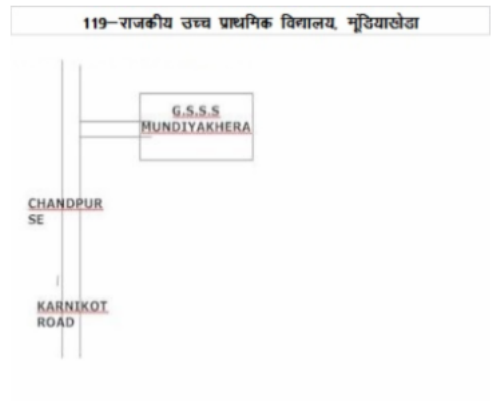 119–राजकीय उच्च प्राथमिक विद्यालय, मूंडियाखेडा
G.S.S.S
MUNDIYAKHERA
CHANDPUR
SE
KARNIKOT
ROAD